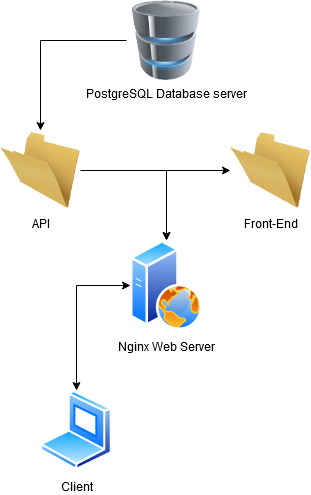 PostgreSQL Database server
API
Front-End
Nginx Web Server
Client